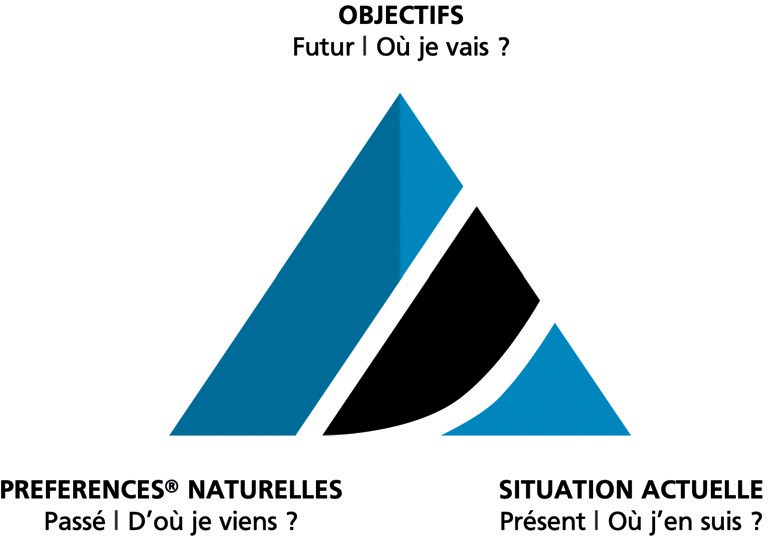 OBJECTIFS
Futur | Où je vais ?
PREFERENCES® NATURELLES
Passé | D’où je viens ?
SITUATION ACTUELLE
Présent | Où j’en suis ?